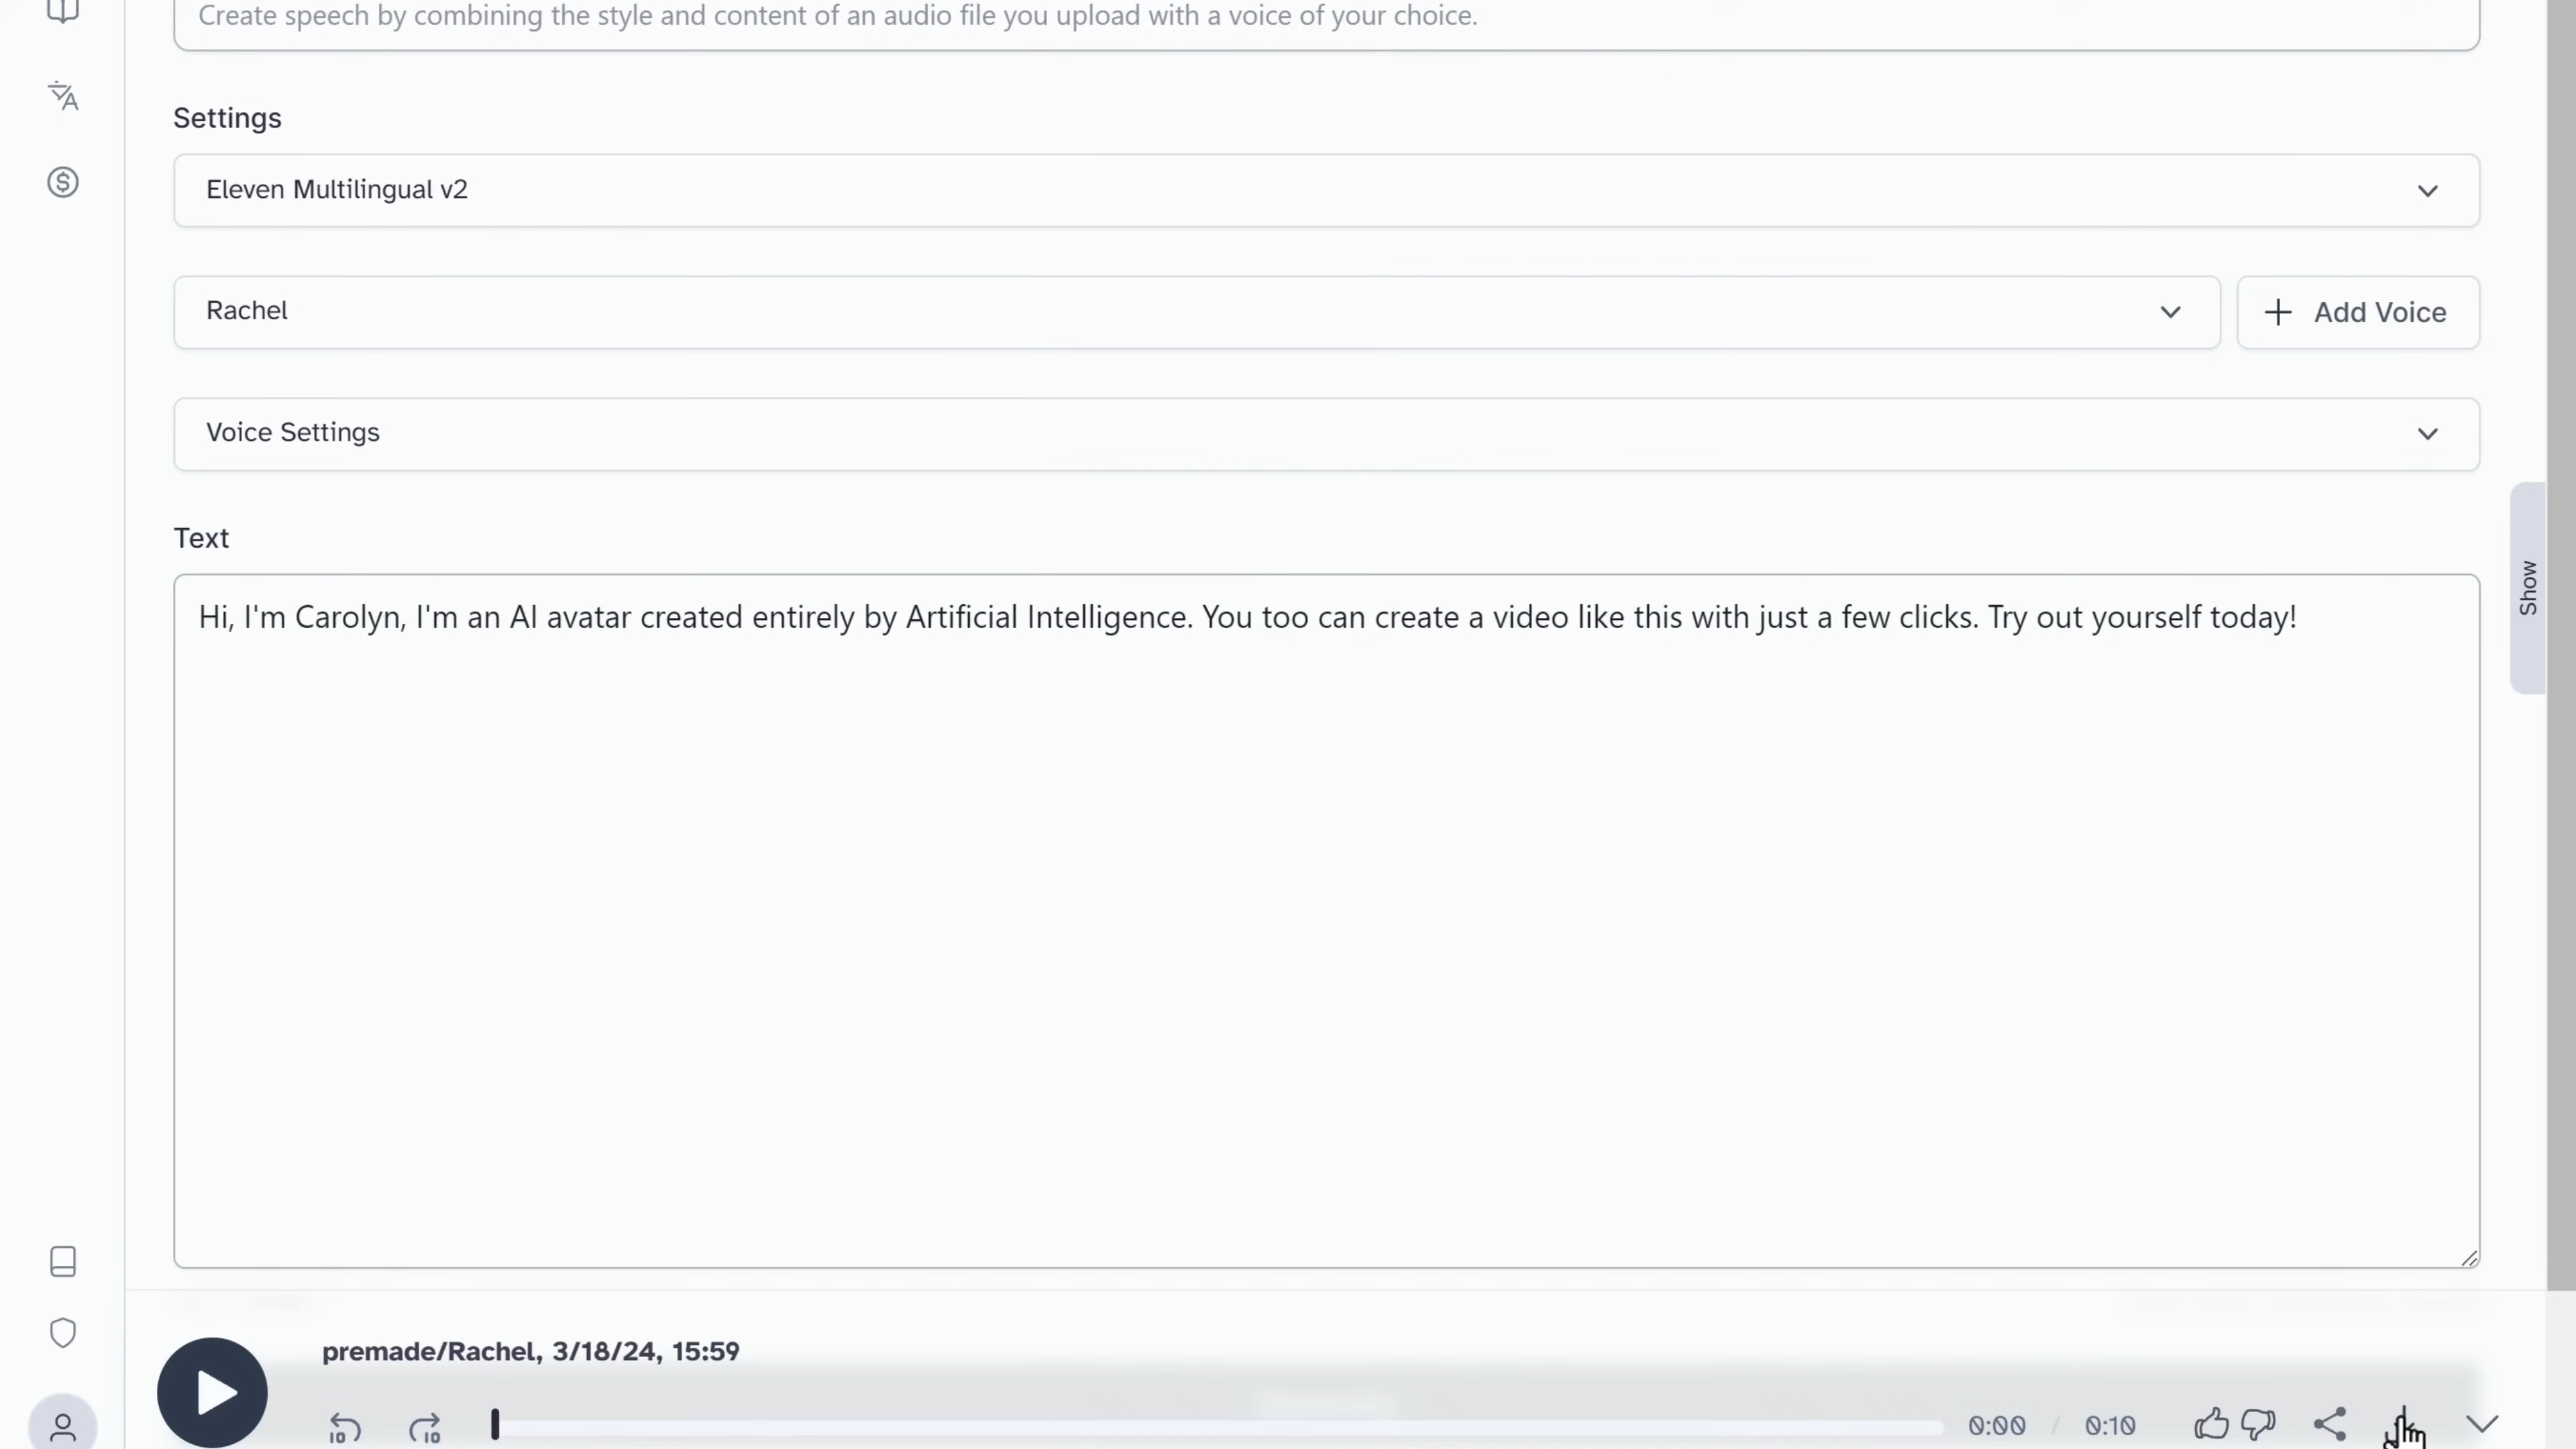 Create speech by combining the style and content of an audio file you upload with a voice of your choice.
Settings
Eleven Multilingual v2
Rachel
Add Voice
Voice Settings
Text
Show
Hi, I'm Carolyn, I'm an AI avatar created entirely by Artificial Intelligence. You too can create a video like this with just a few clicks. Try out yourself today!
premade/Rachel, 3/18/24, 15:59
10
10
0:00 / 0:10